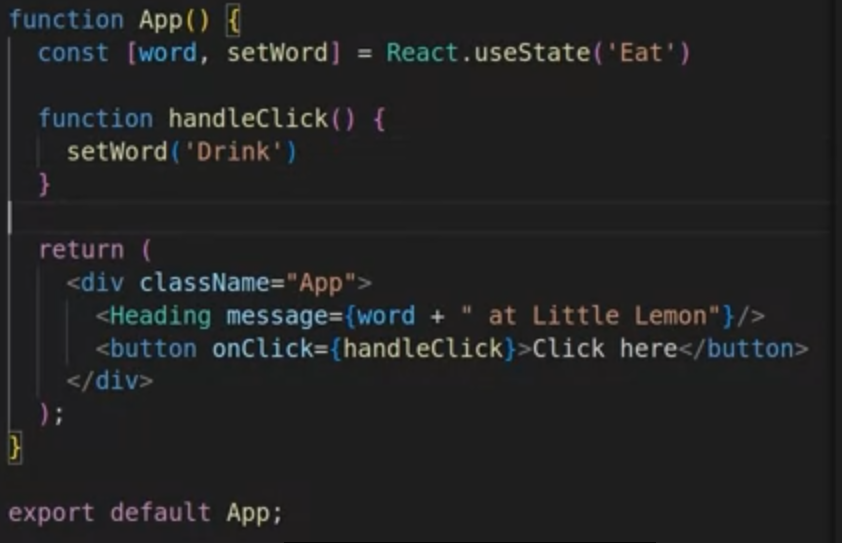 function App() {
  const [word, setWord] = React.useState('Eat')
  function handleClick() {
    setWord('Drink')
  }
  return (
    <div className="App">
      <Heading message={word + " at Little Lemon"}/>
      <button onClick={handleClick}>Click here</button>
    </div>
  );
}
export default App;